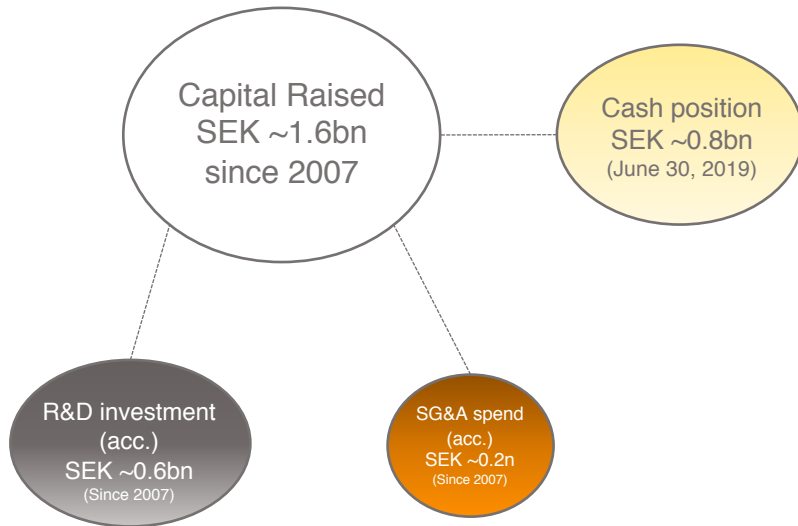 Capital Raised
SEK ~1.6bn
since 2007
Cash position
SEK ~0.8bn
(June 30, 2019)
R&D investment
(acc.)
SEK ~0.6bn
(Since 2007)
SG&A spend
(acc.)
SEK ~0.2n
(Since 2007)